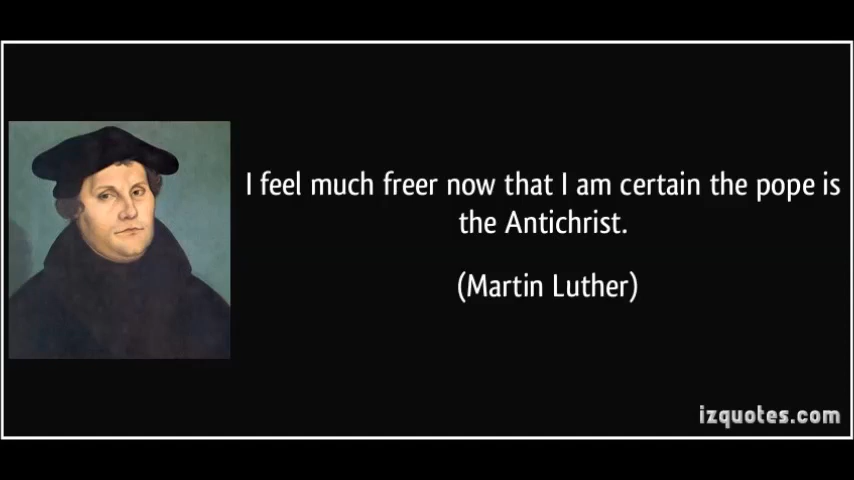 I feel much freer now that I am certain the pope is
the Antichrist.
(Martin Luther)
izquotes.com